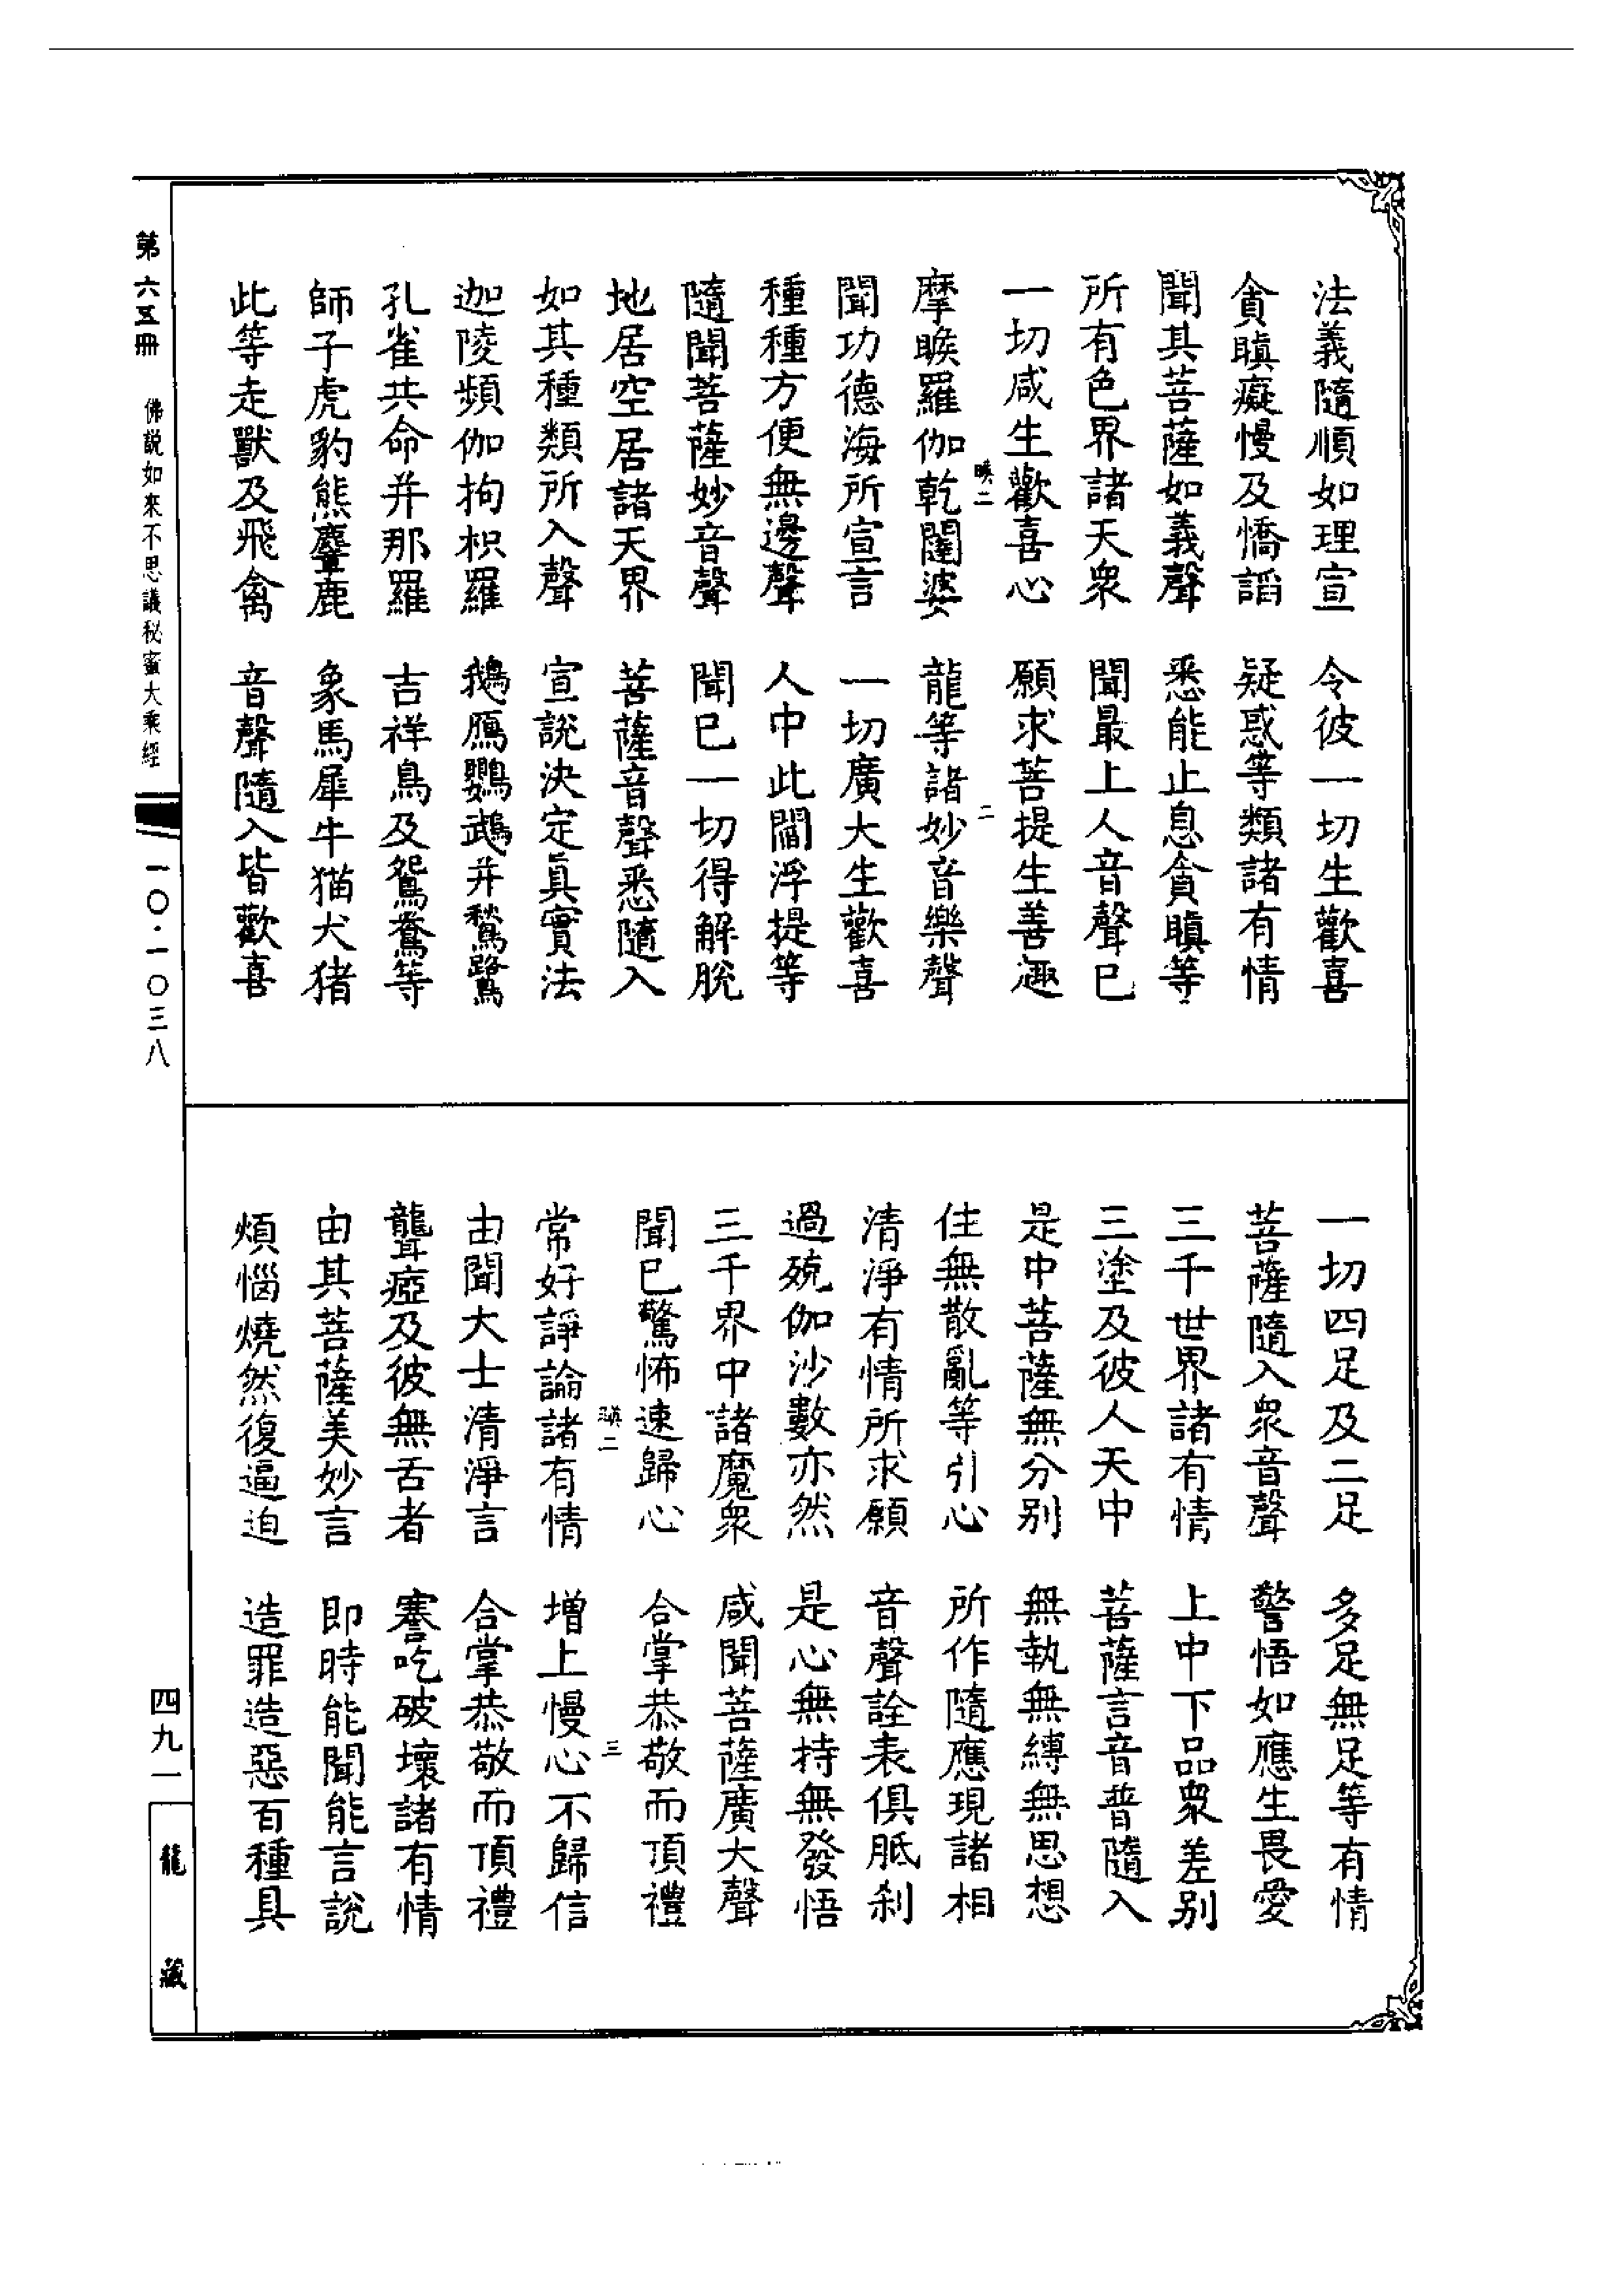 法義隨順如理宣　令彼一切生歡喜
貪瞋癡慢及憍諂　疑惑等類諸有情
聞其菩薩如義聲　悉能止息貪瞋等
所有色界諸天衆　聞最上人音聲已
一切咸生歡喜心　願求菩提生善趣
二　二
摩睺羅伽乾闥婆　龍等諸妙音樂聲
聞功德海所宣言　一切廣大生歡喜
種種方便無邊聲　人中此閻浮提等
隨聞菩薩妙音聲　聞已一切得解脫
地居空居諸天界　菩薩音聲悉隨入
如其種類所入聲　宣說決定真實法
迦陵頻伽拘枳羅　鵝鴈鸚鵡并鶖鷺
孔雀共命并那羅　吉祥鳥及鴛鴦等
師子虎豹熊麞鹿　象馬犀牛猫犬猪
此等走獸及飛禽　音聲隨入皆歡喜
一切四足及二足　多足無足等有情
菩薩隨入衆音聲　警悟如應生畏愛
三千世界諸有情　上中下品衆差别
三塗及彼人天中　菩薩言音普隨入
是中菩薩無分别　無執無縛無思想
住無散亂等引心　所作隨應現諸相
清淨有情所求願　音聲詮表俱胝刹
過殑伽沙數亦然　是心無持無發悟
三千界中諸魔衆　咸聞菩薩廣大聲
聞已驚怖速歸心　合掌恭敬而頂禮
二　三
常好諍論諸有情　增上慢心不歸信
由聞大士清淨言　合掌恭敬而頂禮
聾瘂及彼無舌者　謇吃破壞諸有情
由其菩薩美妙言　即時能聞能言說
煩惱燒然復逼迫　造罪造惡百種具
第六五冊　佛説如來不思議秘蜜大乘經　一〇·一〇三八　四九一　龍藏